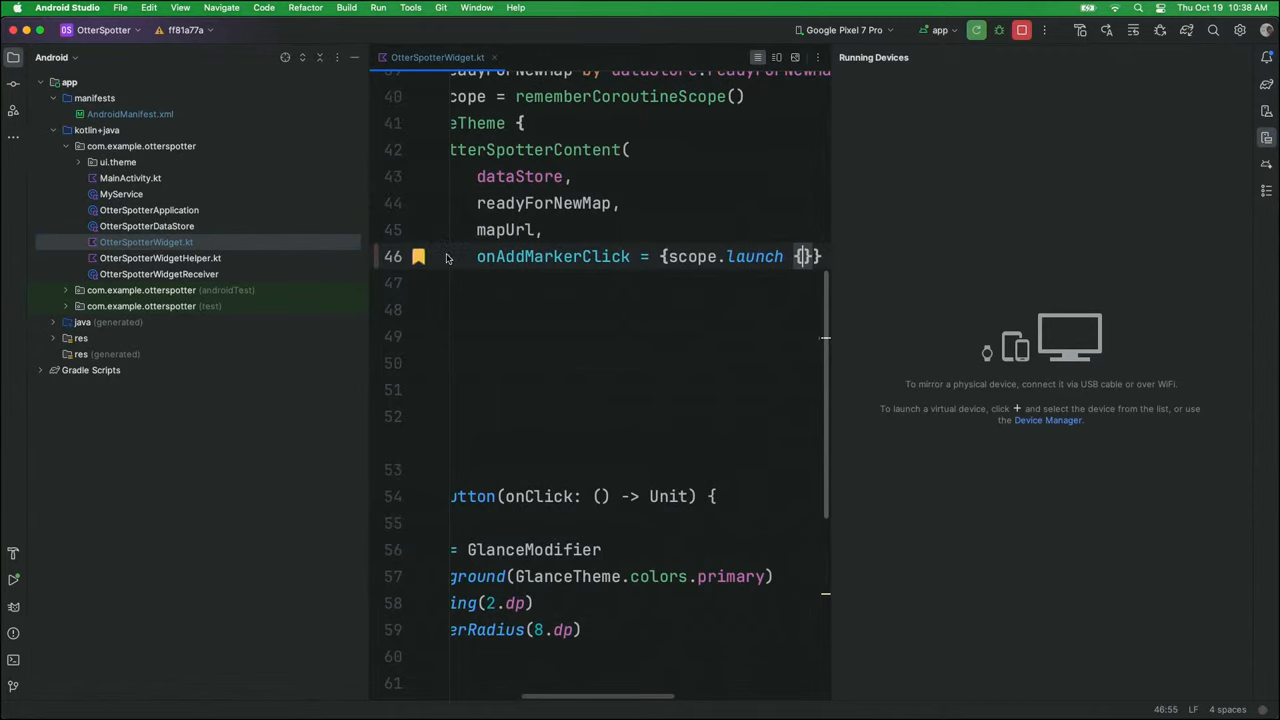 Android Studio File Edit View Navigate Code Refactor Build Run Tools Git Window Help Thu Oct 19 10:38 AM
DS OtterSpotter ff81a77a Google Pixel 7 Pro app
Android
OtterSpotterWidget.kt
Running Devices
app
manifests
AndroidManifest.xml
kotlin+java
com.example.otterspotter
ui.theme
MainActivity.kt
MyService
OtterSpotterApplication
OtterSpotterDataStore
OtterSpotterWidget.kt
OtterSpotterWidgetHelper.kt
OtterSpotterWidgetReceiver
com.example.otterspotter (androidTest)
com.example.otterspotter (rest)
java (generated)
res
res (generated)
Gradle Scripts
40 cope = rememberCoroutineScope()
41 eTheme {
42 tterSpotterContent(
43 dataStore,
44 readyForNewMap,
45 mapUrl,
46 onAddMarkerClick = {scope.launch {}}
47
48
49
50
51
52
53
54 utton(onClick: () -> Unit) {
55
56 = GlanceModifier
57 ground(GlanceTheme.colors.primary)
58 ing(2.dp)
59 erRadius(8.dp)
60
61
To mirror a physical device, connect it via USB cable or over WiFi.
To launch a virtual device, click + and select the device from the list, or use
the Device Manager.
46:55 LF 4 spaces